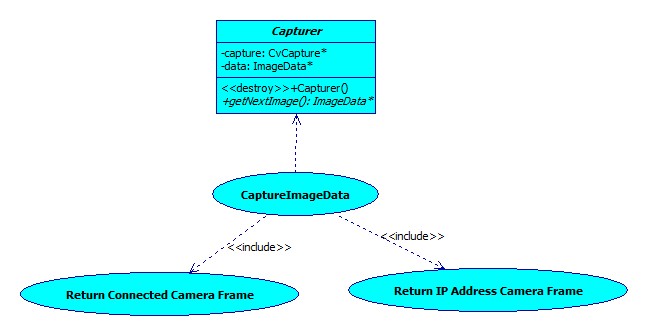 Capturer
-capture: CvCapture*
-data: ImageData*
<<destroy>>+Capturer()
+getNextImage(): ImageData*
CaptureImageData
<<include>>
<<include>>
Return Connected Camera Frame
Return IP Address Camera Frame